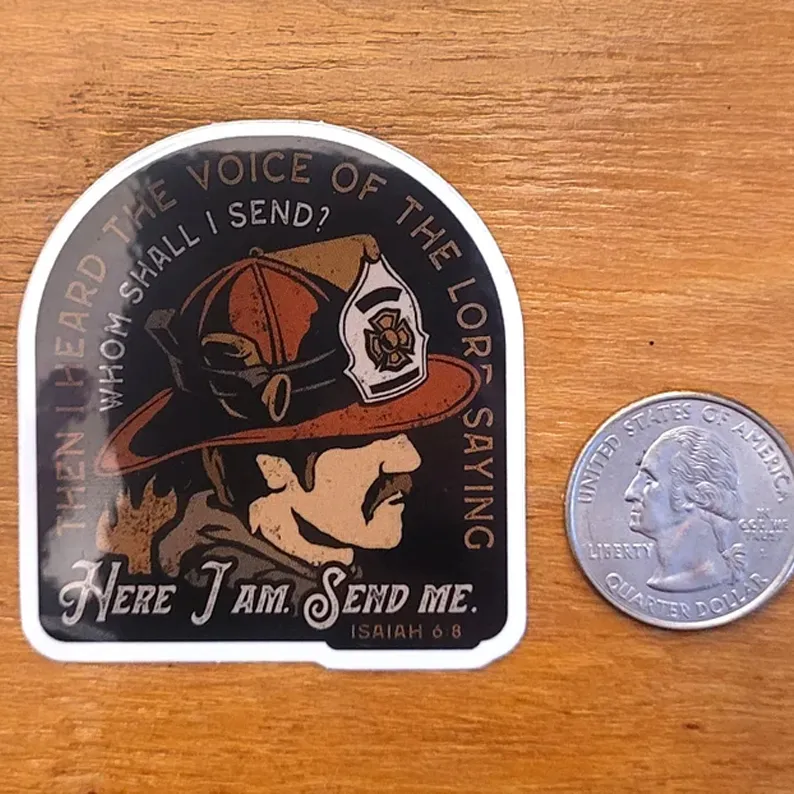 THEN I HEARD THE VOICE OF THE LORD SAYING
WHOM SHALL I SEND?
HERE I AM. SEND ME.
ISAIAH 6:8
UNITED STATES OF AMERICA
LIBERTY
IN
GOD WE
QUARTER DOLLAR